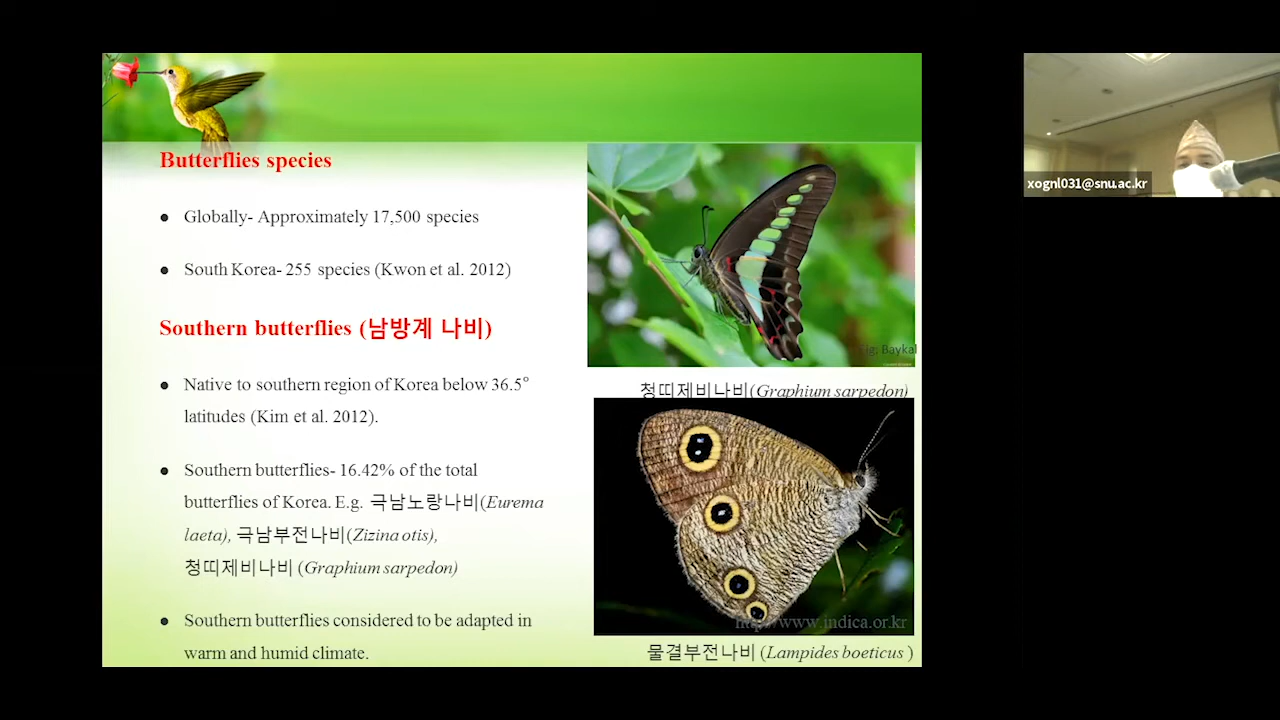 Butterflies species
● Globally- Approximately 17,500 species
● South Korea- 255 species (Kwon et al. 2012)
Southern butterflies (남방계 나비)
● Native to southern region of Korea below 36.5°
latitudes (Kim et al. 2012).
● Southern butterflies- 16.42% of the total
butterflies of Korea. E.g. 극남노랑나비(Eurema
laeta), 극남부전나비(Zizina otis),
청띠제비나비 (Graphium sarpedon)
● Southern butterflies considered to be adapted in
warm and humid climate.
Baykal
청띠제비나비(Graphium sarpedon)
http://www.indica.or.kr
물결부전나비 (Lampides boeticus )
xognl031@snu.ac.kr